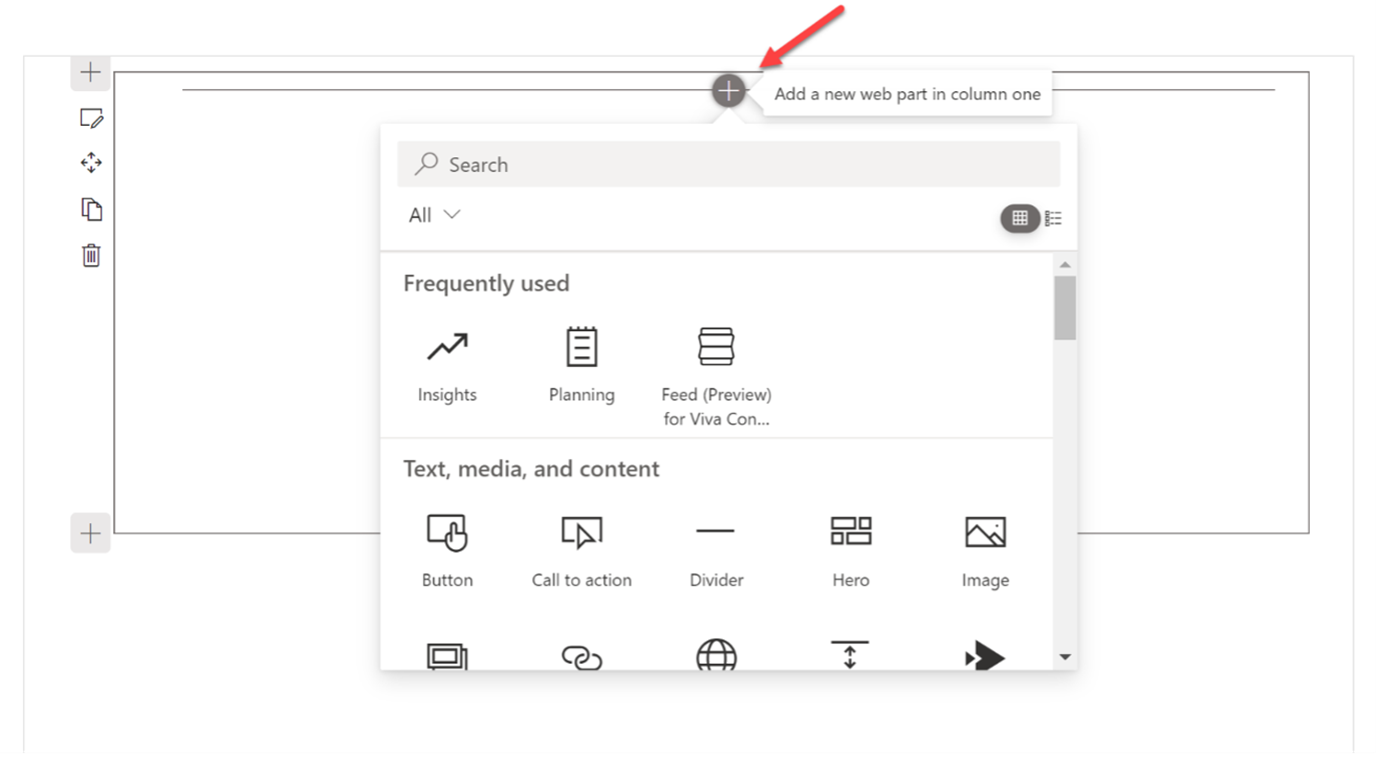 Add a new web part in column one
Search
All
Frequently used
Insights
Planning
Feed (Preview)
for Viva Con...
Text, media, and content
Button
Call to action
Divider
Hero
Image